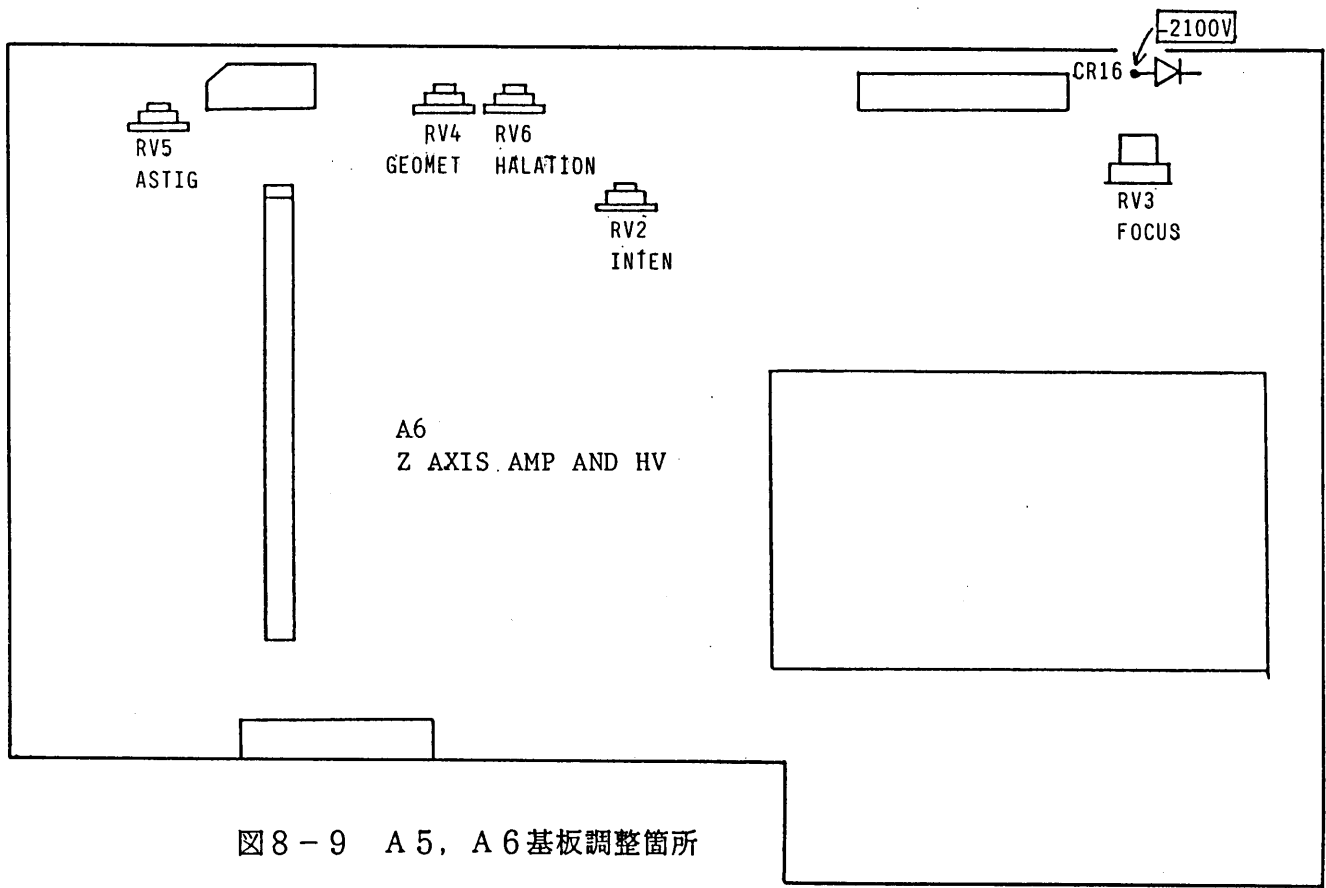 -2100V
CR16
RV5
ASTIG
RV4
GEOMET
RV6
HALATION
RV2
INTEN
RV3
FOCUS
A6
Z AXIS AMP AND HV
図8-9 A5, A6基板調整箇所